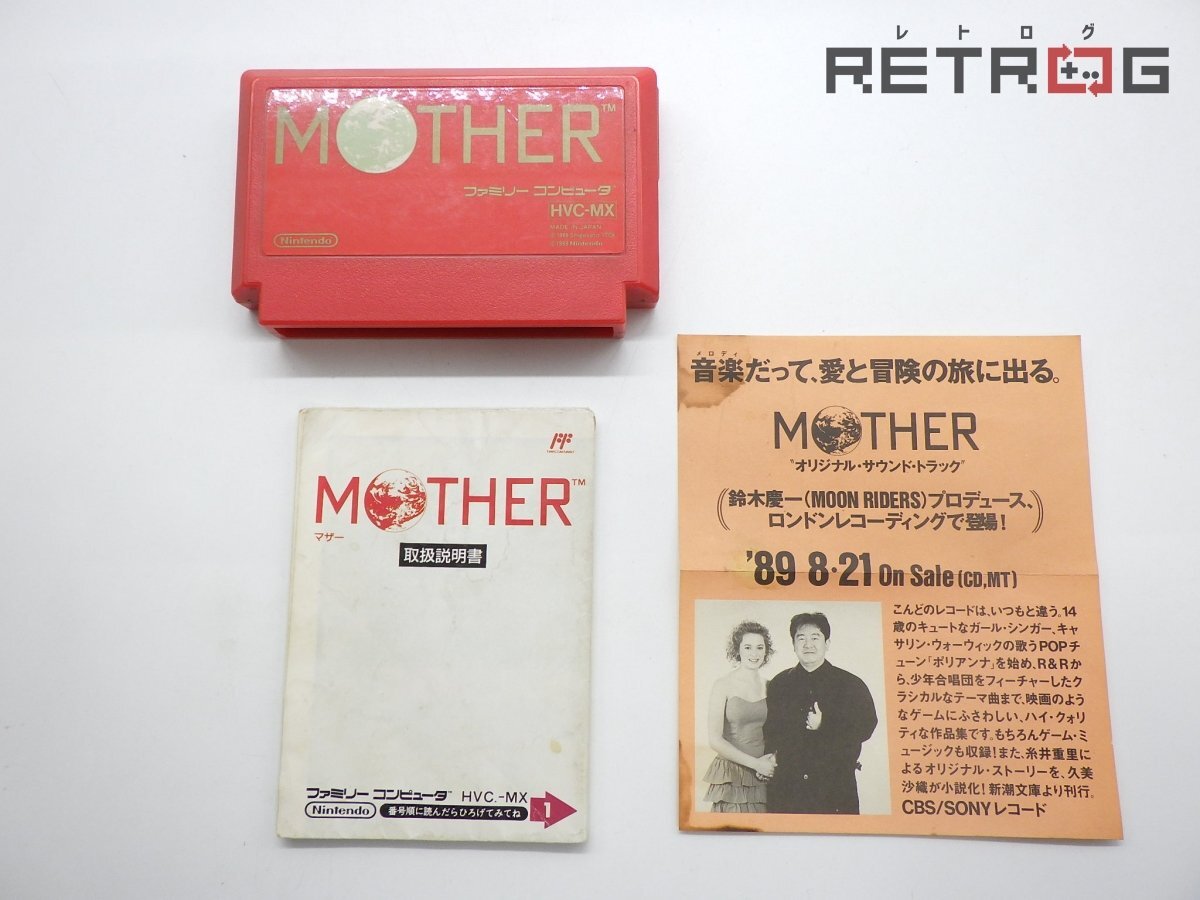 レトログ
RETROG
MOTHER™
ファミリー コンピュータ™
HVC-MX
MADE IN JAPAN
© 1989 Nintendo
Nintendo
音楽だって、愛と冒険の旅に出る。
メロディ
MOTHER
"オリジナル・サウンド・トラック"
鈴木慶一(MOON RIDERS)プロデュース、
ロンドンレコーディングで登場!
'89 8・21 On Sale (CD,MT)
こんどのレコードは、いつもと違う。14
歳のキュートなガール・シンガー、キャ
サリン・ウォーウィックの歌うPOPチ
ューン「ポリアンナ」を始め、R&Rか
ら、少年合唱団をフィーチャーしたク
ラシカルなテーマ曲まで、映画のよう
なゲームにふさわしい、ハイ・クォリ
ティな作品集です。もちろんゲーム・ミ
ュージックも収録!また、糸井重里に
よるオリジナル・ストーリーを、久美
沙織が小説化!新潮文庫より刊行。
CBS/SONYレコード
MOTHER™
マザー
取扱説明書
ファミリー コンピュータ™ HVC.-MX
Nintendo
番号順に読んだらひろげてみてね
1